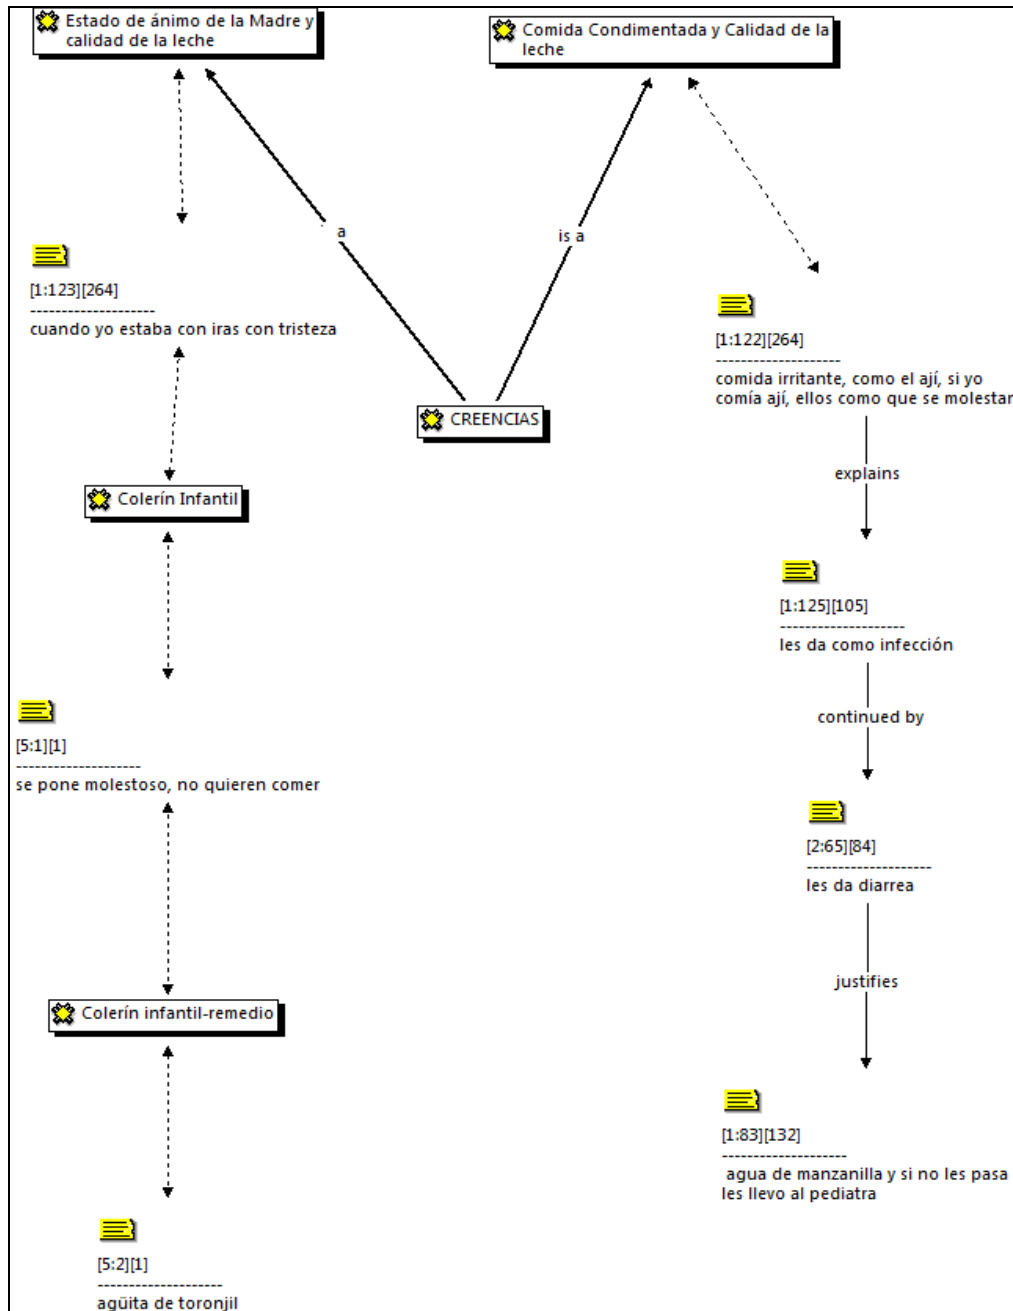 Estado de ánimo de la Madre y
calidad de la leche
Comida Condimentada y Calidad de la
leche
a
is a
[1:123][264]
--------------------
cuando yo estaba con iras con tristeza
[1:122][264]
--------------------
comida irritante, como el ají, si yo
comía ají, ellos como que se molestan
CREENCIAS
explains
Colerín Infantil
[1:125][105]
--------------------
les da como infección
continued by
[5:1][1]
--------------------
se pone molestoso, no quieren comer
[2:65][84]
--------------------
les da diarrea
justifies
Colerín infantil-remedio
[1:83][132]
--------------------
agua de manzanilla y si no les pasa
les llevo al pediatra
[5:2][1]
--------------------
agüita de toronjil